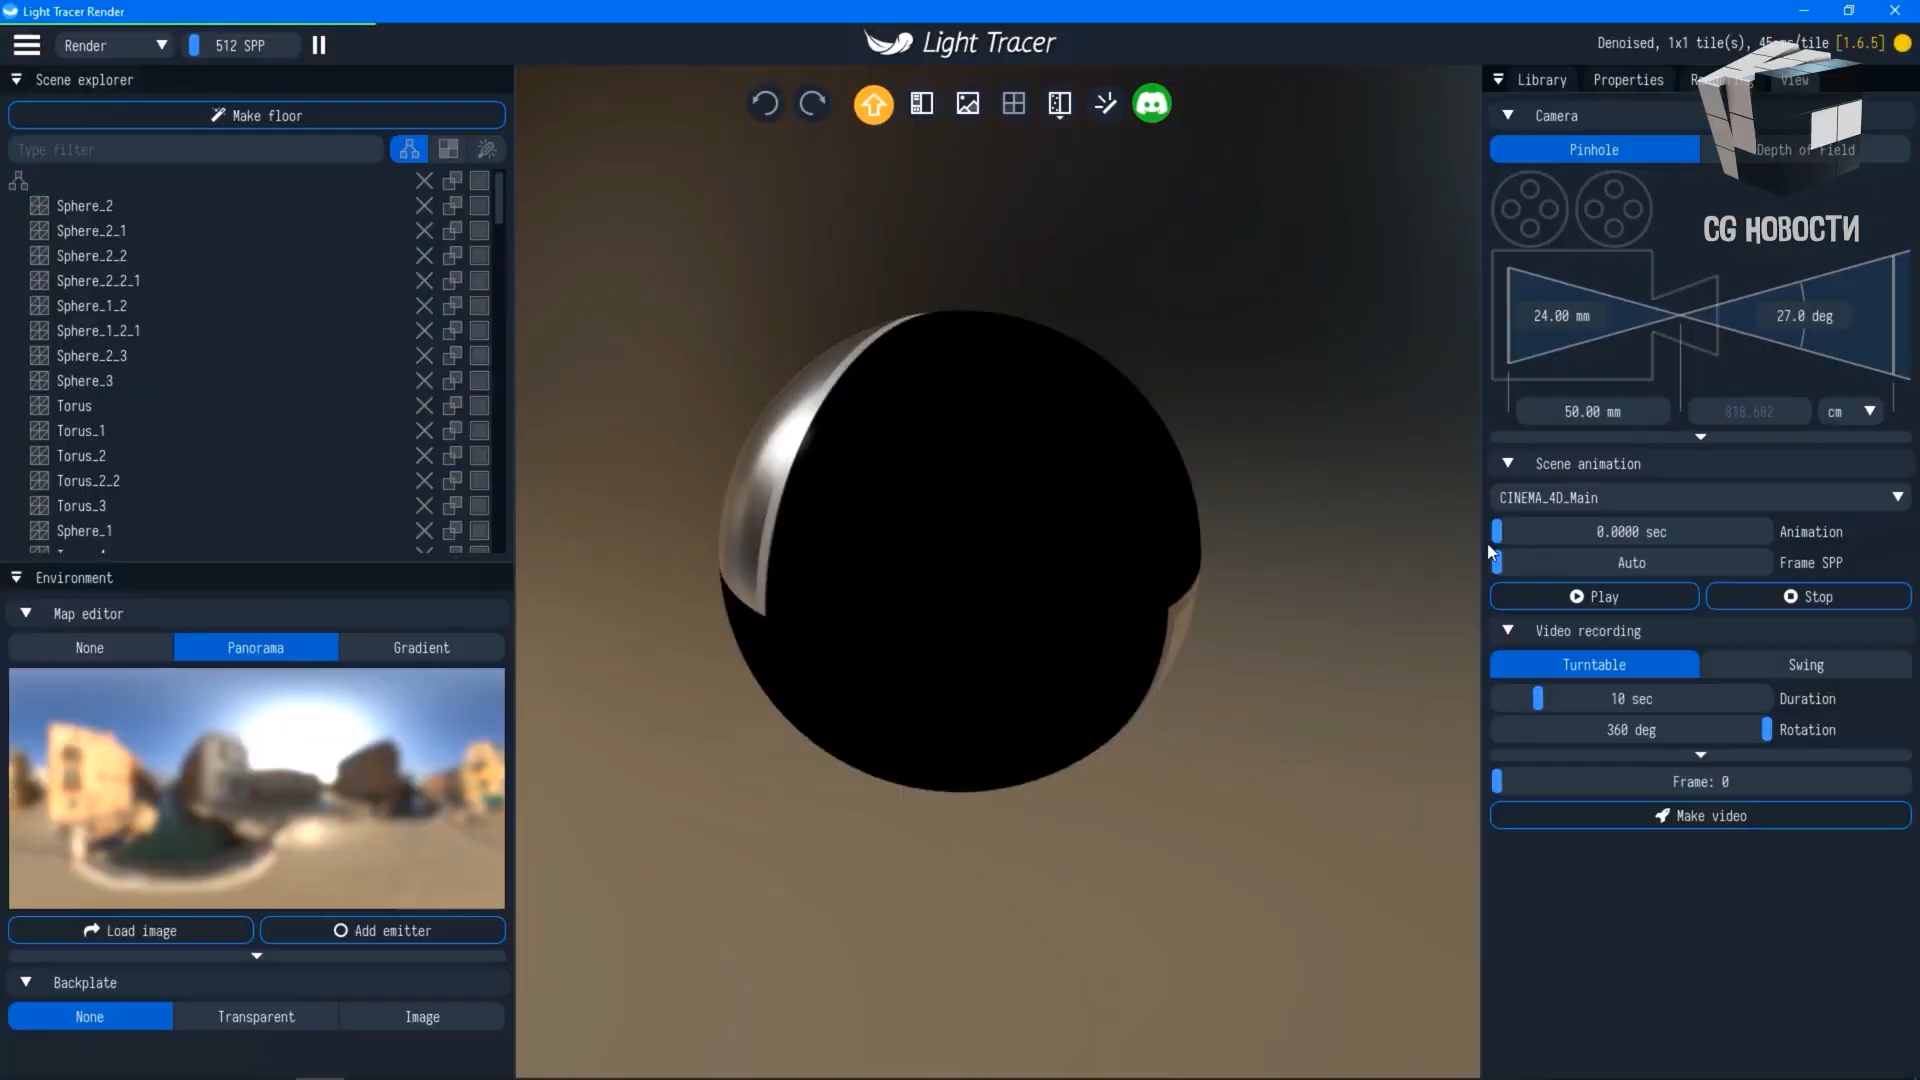 Light Tracer Render
Render
512 SPP
Light Tracer
Denoised, 1x1 tile(s), 45ms/tile [1.6.5]
Scene explorer
Make floor
Type filter
Sphere_2
Sphere_2_1
Sphere_2_2
Sphere_2_2_1
Sphere_1_2
Sphere_1_2_1
Sphere_2_3
Sphere_3
Torus
Torus_1
Torus_2
Torus_2_2
Torus_3
Sphere_1
Environment
Map editor
None
Panorama
Gradient
Load image
Add emitter
Backplate
None
Transparent
Image
Library
Properties
View
Camera
Pinhole
Depth of Field
CG НОВОСТИ
24.00 mm
27.0 deg
50.00 mm
818.602
cm
Scene animation
CINEMA_4D_Main
0.0000 sec
Animation
Auto
Frame SPP
Play
Stop
Video recording
Turntable
Swing
10 sec
Duration
360 deg
Rotation
Frame: 0
Make video